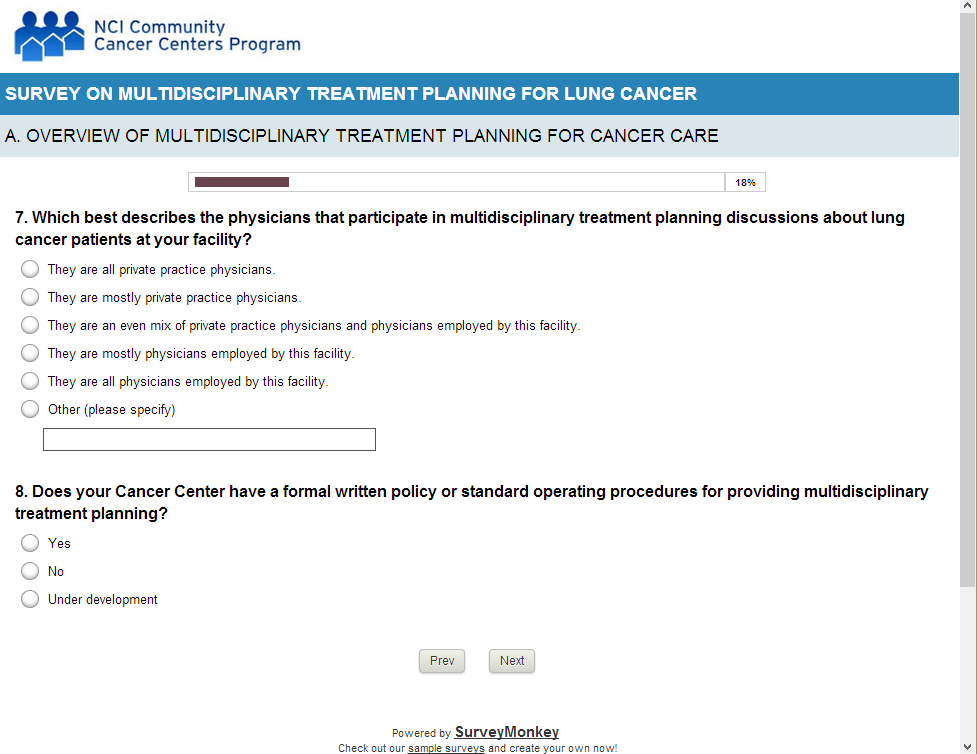 NCI Community
Cancer Centers Program
SURVEY ON MULTIDISCIPLINARY TREATMENT PLANNING FOR LUNG CANCER
A. OVERVIEW OF MULTIDISCIPLINARY TREATMENT PLANNING FOR CANCER CARE
18%
7. Which best describes the physicians that participate in multidisciplinary treatment planning discussions about lung
cancer patients at your facility?
They are all private practice physicians.
They are mostly private practice physicians.
They are an even mix of private practice physicians and physicians employed by this facility.
They are mostly physicians employed by this facility.
They are all physicians employed by this facility.
Other (please specify)
8. Does your Cancer Center have a formal written policy or standard operating procedures for providing multidisciplinary
treatment planning?
Yes
No
Under development
Prev Next
Powered by SurveyMonkey
Check out our sample surveys and create your own now!